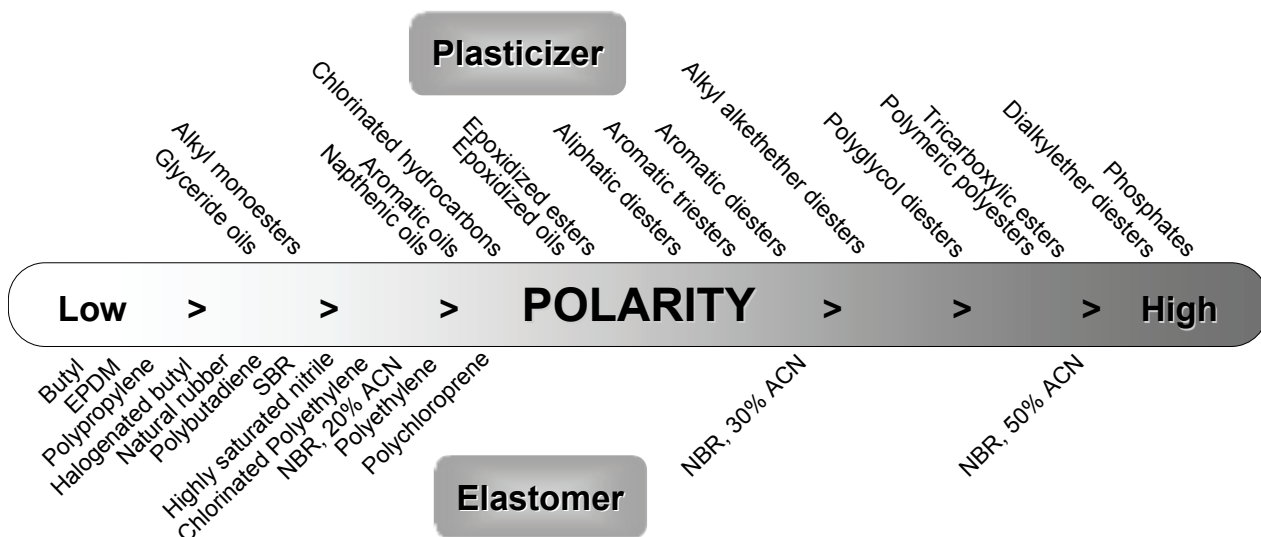 Plasticizer
Glyceride oils
Alkyl monoesters
Napthenic oils
Aromatic oils
Chlorinated hydrocarbons
Epoxidized oils
Epoxidized esters
Aliphatic diesters
Aromatic triesters
Aromatic diesters
Alkyl alkethether diesters
Polyglycol diesters
Polymeric polyesters
Tricarboxylic esters
Dialkylether diesters
Phosphates
Low > > > POLARITY > > > High
Butyl
EPDM
Polypropylene
Halogenated butyl
Natural rubber
Polybutadiene
SBR
Highly saturated nitrile
Chlorinated Polyethylene
NBR, 20% ACN
Polyethylene
Polychloroprene
NBR, 30% ACN
NBR, 50% ACN
Elastomer